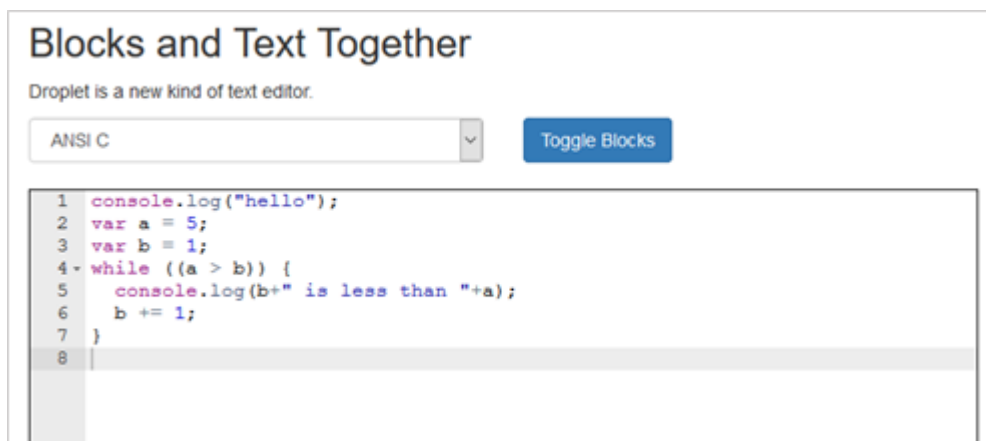 Blocks and Text Together
Droplet is a new kind of text editor.
ANSI C
Toggle Blocks
1 console.log("hello");
2 var a = 5;
3 var b = 1;
4 while ((a > b)) {
5   console.log(b+" is less than "+a);
6   b += 1;
7 }
8